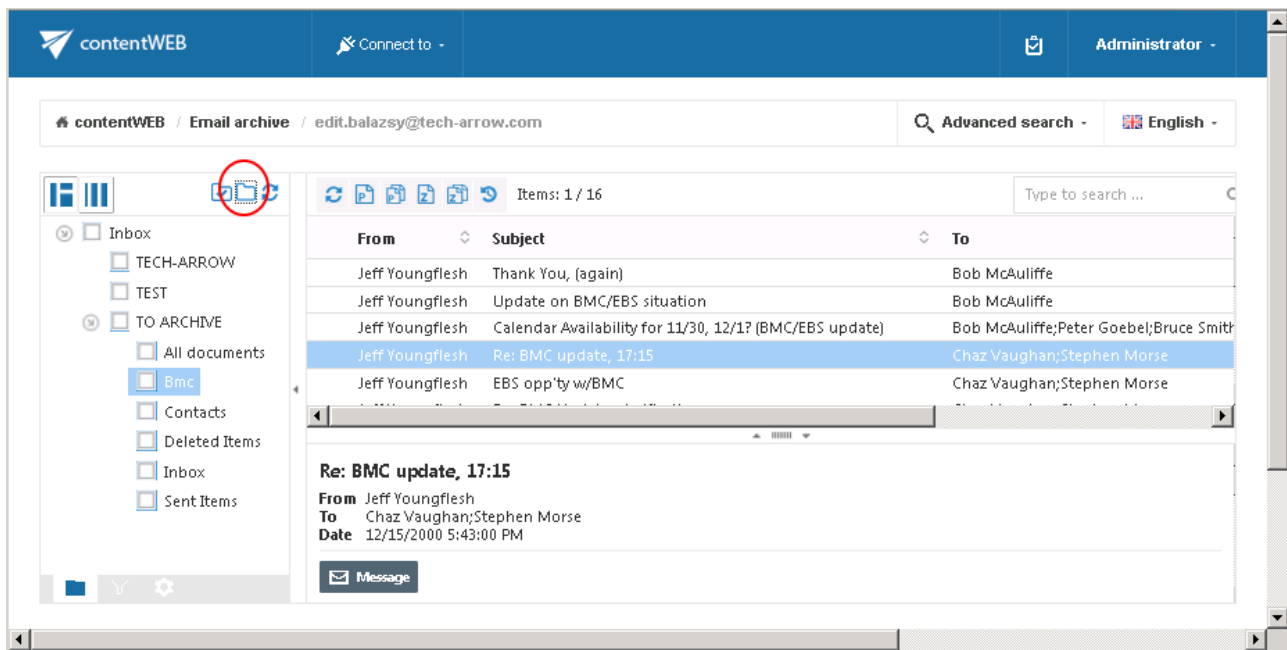 contentWEB Connect to Administrator
contentWEB / Email archive / edit.balazsy@tech-arrow.com Advanced search English
Items: 1 / 16 Type to search ...
Inbox
TECH-ARROW
TEST
TO ARCHIVE
All documents
Bmc
Contacts
Deleted Items
Inbox
Sent Items
From Subject To
Jeff Youngflesh Thank You, (again) Bob McAuliffe
Jeff Youngflesh Update on BMC/EBS situation Bob McAuliffe
Jeff Youngflesh Calendar Availability for 11/30, 12/1? (BMC/EBS update) Bob McAuliffe;Peter Goebel;Bruce Smith
Jeff Youngflesh Re: BMC update, 17:15 Chaz Vaughan;Stephen Morse
Jeff Youngflesh EBS opp'ty w/BMC Chaz Vaughan;Stephen Morse
Re: BMC update, 17:15
From Jeff Youngflesh
To Chaz Vaughan;Stephen Morse
Date 12/15/2000 5:43:00 PM
Message